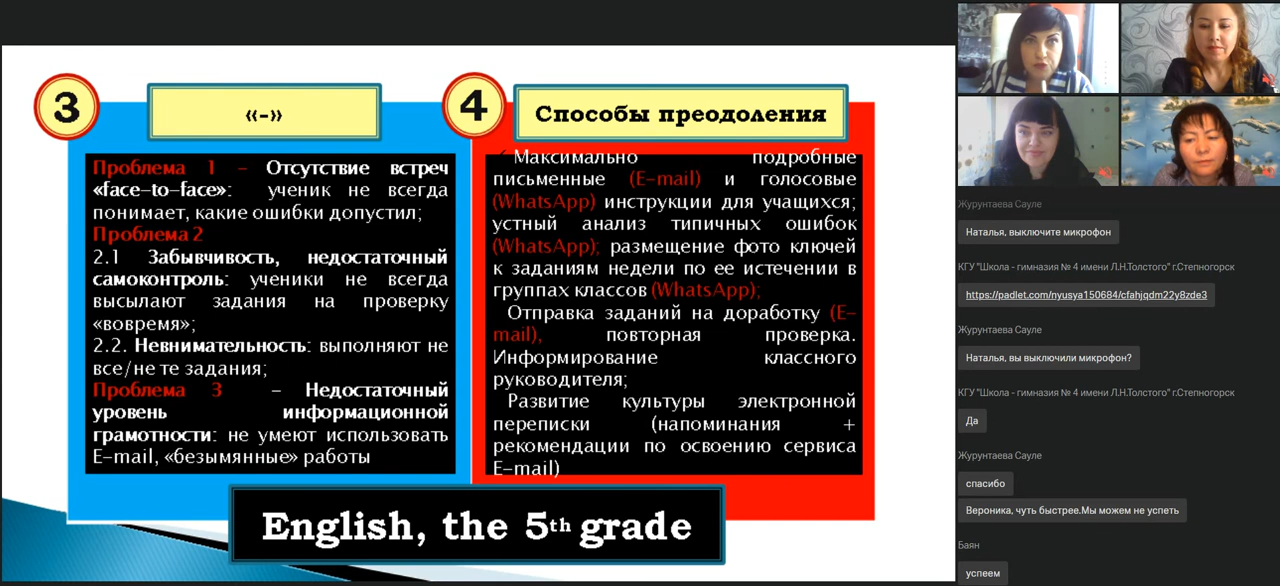 3
«-»
Проблема 1 – Отсутствие встреч
«face-to-face»: ученик не всегда
понимает, какие ошибки допустил;
Проблема 2
2.1 Забывчивость, недостаточный
самоконтроль: ученики не всегда
высылают задания на проверку
«вовремя»;
2.2. Невнимательность: выполняют не
все/не те задания;
Проблема 3 – Недостаточный
уровень информационной
грамотности: не умеют использовать
E-mail, «безымянные» работы
4
Способы преодоления
✓ Максимально подробные
письменные (E-mail) и голосовые
(WhatsApp) инструкции для учащихся;
устный анализ типичных ошибок
(WhatsApp); размещение фото ключей
к заданиям недели по ее истечении в
группах классов (WhatsApp);
Отправка заданий на доработку (E-
mail), повторная проверка.
Информирование классного
руководителя;
Развитие культуры электронной
переписки (напоминания +
рекомендации по освоению сервиса
E-mail)
English, the 5th grade
Журунтаева Сауле
Наталья, выключите микрофон
КГУ "Школа - гимназия № 4 имени Л.Н.Толстого" г.Степногорск
https://padlet.com/nyusya150684/cfahjqdm22y8zde3
Журунтаева Сауле
Наталья, вы выключили микрофон?
КГУ "Школа - гимназия № 4 имени Л.Н.Толстого" г.Степногорск
Да
Журунтаева Сауле
спасибо
Вероника, чуть быстрее.Мы можем не успеть
Баян
успеем